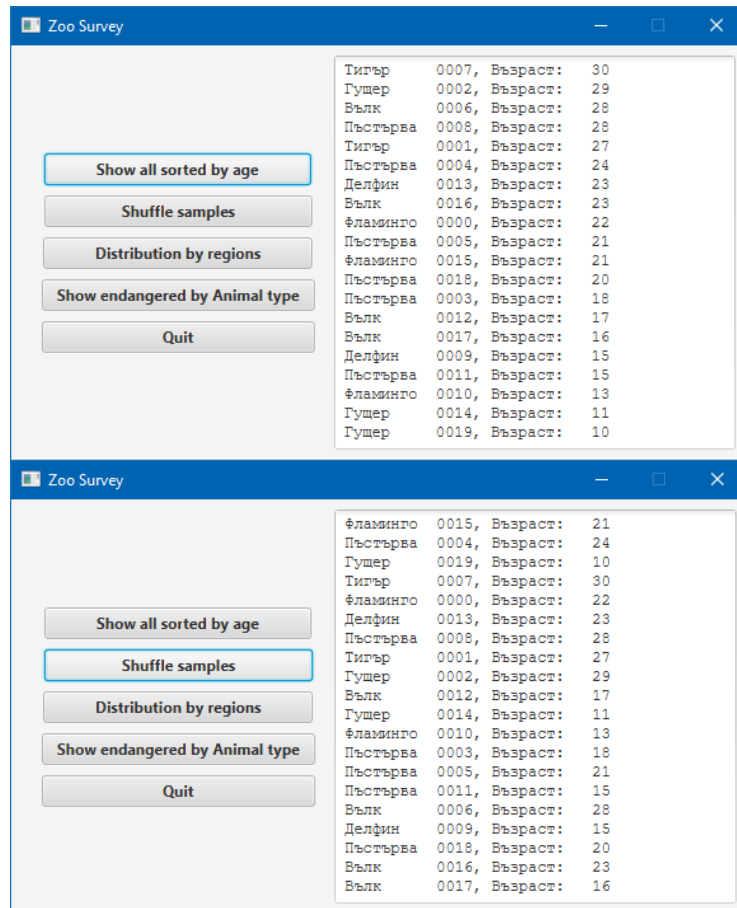 Zoo Survey
Show all sorted by age
Shuffle samples
Distribution by regions
Show endangered by Animal type
Quit
Тигър 0007, Възраст: 30
Гущер 0002, Възраст: 29
Вълк 0006, Възраст: 28
Пъстърва 0008, Възраст: 28
Тигър 0001, Възраст: 27
Пъстърва 0004, Възраст: 24
Делфин 0013, Възраст: 23
Вълк 0016, Възраст: 23
Фламинго 0000, Възраст: 22
Пъстърва 0005, Възраст: 21
Фламинго 0015, Възраст: 21
Пъстърва 0018, Възраст: 20
Пъстърва 0003, Възраст: 18
Вълк 0012, Възраст: 17
Вълк 0017, Възраст: 16
Делфин 0009, Възраст: 15
Пъстърва 0011, Възраст: 15
Фламинго 0010, Възраст: 13
Гущер 0014, Възраст: 11
Гущер 0019, Възраст: 10
Zoo Survey
Show all sorted by age
Shuffle samples
Distribution by regions
Show endangered by Animal type
Quit
Фламинго 0015, Възраст: 21
Пъстърва 0004, Възраст: 24
Гущер 0019, Възраст: 10
Тигър 0007, Възраст: 30
Фламинго 0000, Възраст: 22
Делфин 0013, Възраст: 23
Пъстърва 0008, Възраст: 28
Тигър 0001, Възраст: 27
Гущер 0002, Възраст: 29
Вълк 0012, Възраст: 17
Гущер 0014, Възраст: 11
Фламинго 0010, Възраст: 13
Пъстърва 0003, Възраст: 18
Пъстърва 0005, Възраст: 21
Пъстърва 0011, Възраст: 15
Вълк 0006, Възраст: 28
Делфин 0009, Възраст: 15
Пъстърва 0018, Възраст: 20
Вълк 0016, Възраст: 23
Вълк 0017, Възраст: 16